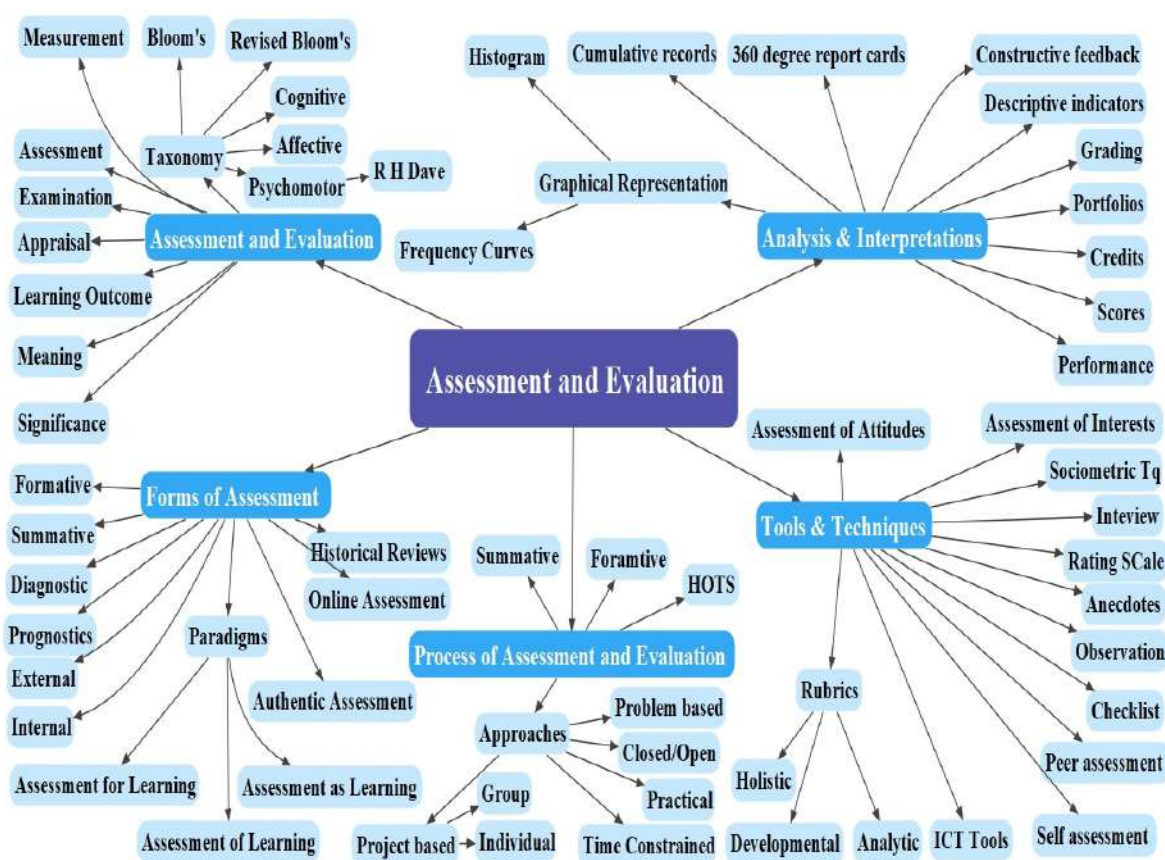 Measurement
Bloom's
Revised Bloom's
Cognitive
Affective
Taxonomy
Psychomotor
R H Dave
Assessment
Examination
Appraisal
Assessment and Evaluation
Learning Outcome
Meaning
Significance
Histogram
Cumulative records
360 degree report cards
Constructive feedback
Descriptive indicators
Grading
Graphical Representation
Portfolios
Frequency Curves
Analysis & Interpretations
Credits
Scores
Performance
Assessment and Evaluation
Formative
Forms of Assessment
Summative
Historical Reviews
Diagnostic
Online Assessment
Prognostics
Paradigms
External
Authentic Assessment
Internal
Assessment for Learning
Assessment as Learning
Assessment of Learning
Summative
Foramtive
HOTS
Process of Assessment and Evaluation
Approaches
Problem based
Closed/Open
Practical
Group
Project based
Individual
Time Constrained
Assessment of Attitudes
Assessment of Interests
Sociometric Tq
Tools & Techniques
Inteview
Rating SCale
Anecdotes
Observation
Rubrics
Checklist
Holistic
Peer assessment
Developmental
Analytic
ICT Tools
Self assessment